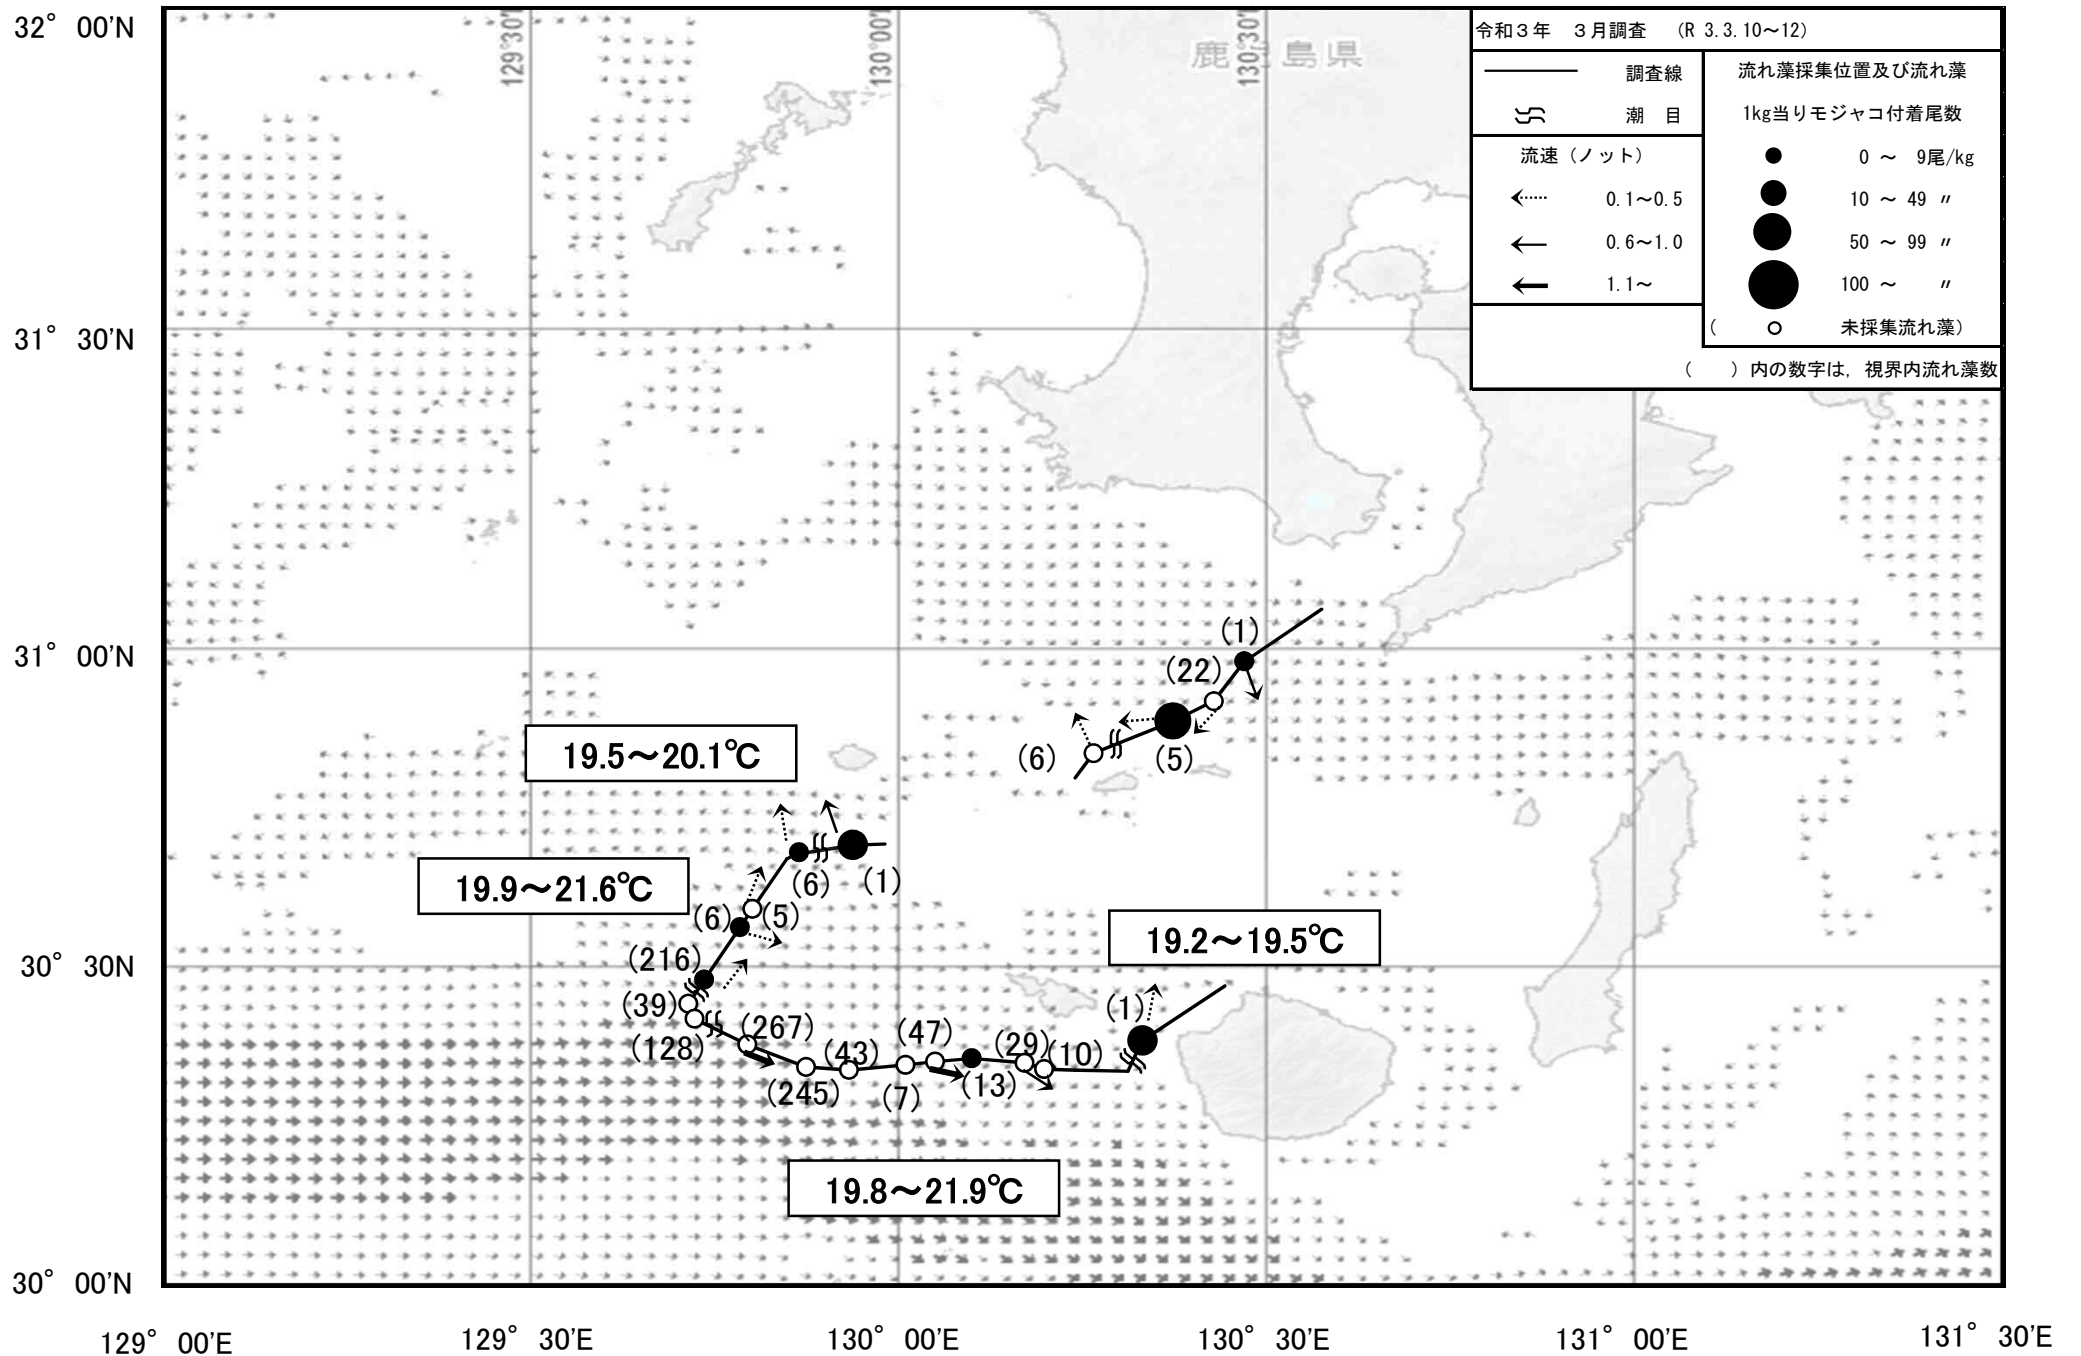 32° 00'N
31° 30'N
31° 00'N
30° 30N
30° 00'N
129° 00'E
129° 30'E
130° 00'E
130° 30'E
131° 00'E
131° 30'E
129°30'
130°00'
130°30'
鹿 島県
令和3年 3月調査 (R 3.3.10～12)
調査線
潮 目
流速（ノット）
0.1～0.5
0.6～1.0
1.1～
流れ藻採集位置及び流れ藻
1kg当りモジャコ付着尾数
0 ～ 9尾/kg
10 ～ 49 〃
50 ～ 99 〃
100 ～ 〃
( 未採集流れ藻)
( ) 内の数字は, 視界内流れ藻数
(1)
(22)
(6)
(5)
19.5～20.1℃
19.9～21.6℃
(6)
(1)
(6)
(5)
19.2～19.5℃
(216)
(39)
(1)
(128)
(267)
(47)
(43)
(29)
(10)
(245)
(7)
(13)
19.8～21.9℃